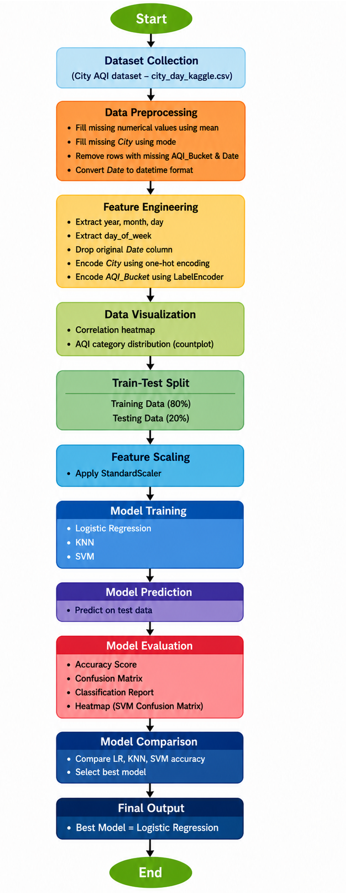 Start
Dataset Collection
(City AQI dataset – city_day_kaggle.csv)
Data Preprocessing
• Fill missing numerical values using mean
• Fill missing City using mode
• Remove rows with missing AQI_Bucket & Date
• Convert Date to datetime format
Feature Engineering
• Extract year, month, day
• Extract day_of_week
• Drop original Date column
• Encode City using one-hot encoding
• Encode AQI_Bucket using LabelEncoder
Data Visualization
• Correlation heatmap
• AQI category distribution (countplot)
Train-Test Split
Training Data (80%)
Testing Data (20%)
Feature Scaling
• Apply StandardScaler
Model Training
• Logistic Regression
• KNN
• SVM
Model Prediction
• Predict on test data
Model Evaluation
• Accuracy Score
• Confusion Matrix
• Classification Report
• Heatmap (SVM Confusion Matrix)
Model Comparison
• Compare LR, KNN, SVM accuracy
• Select best model
Final Output
• Best Model = Logistic Regression
End